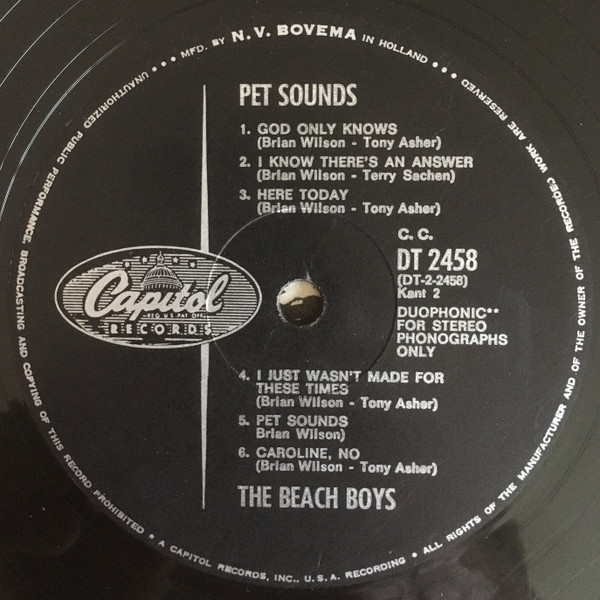 MFD. BY N.V. BOVEMA IN HOLLAND
PET SOUNDS
1. GOD ONLY KNOWS
(Brian Wilson - Tony Asher)
2. I KNOW THERE'S AN ANSWER
(Brian Wilson - Terry Sachen)
3. HERE TODAY
(Brian Wilson - Tony Asher)
C. C.
DT 2458
(DT-2-2458)
Kant 2
Capitol
REG. U.S. PAT. OFF.
RECORDS
DUOPHONIC**
FOR STEREO
PHONOGRAPHS
ONLY
4. I JUST WASN'T MADE FOR
THESE TIMES
(Brian Wilson - Tony Asher)
5. PET SOUNDS
Brian Wilson)
6. CAROLINE, NO
(Brian Wilson - Tony Asher)
THE BEACH BOYS
UNAUTHORIZED PUBLIC PERFORMANCE, BROADCASTING AND COPYING OF THIS RECORD PROHIBITED • A CAPITOL RECORDS, INC., U.S.A. RECORDING • ALL RIGHTS OF THE MANUFACTURER AND OF THE OWNER OF THE RECORDED WORK ARE RESERVED